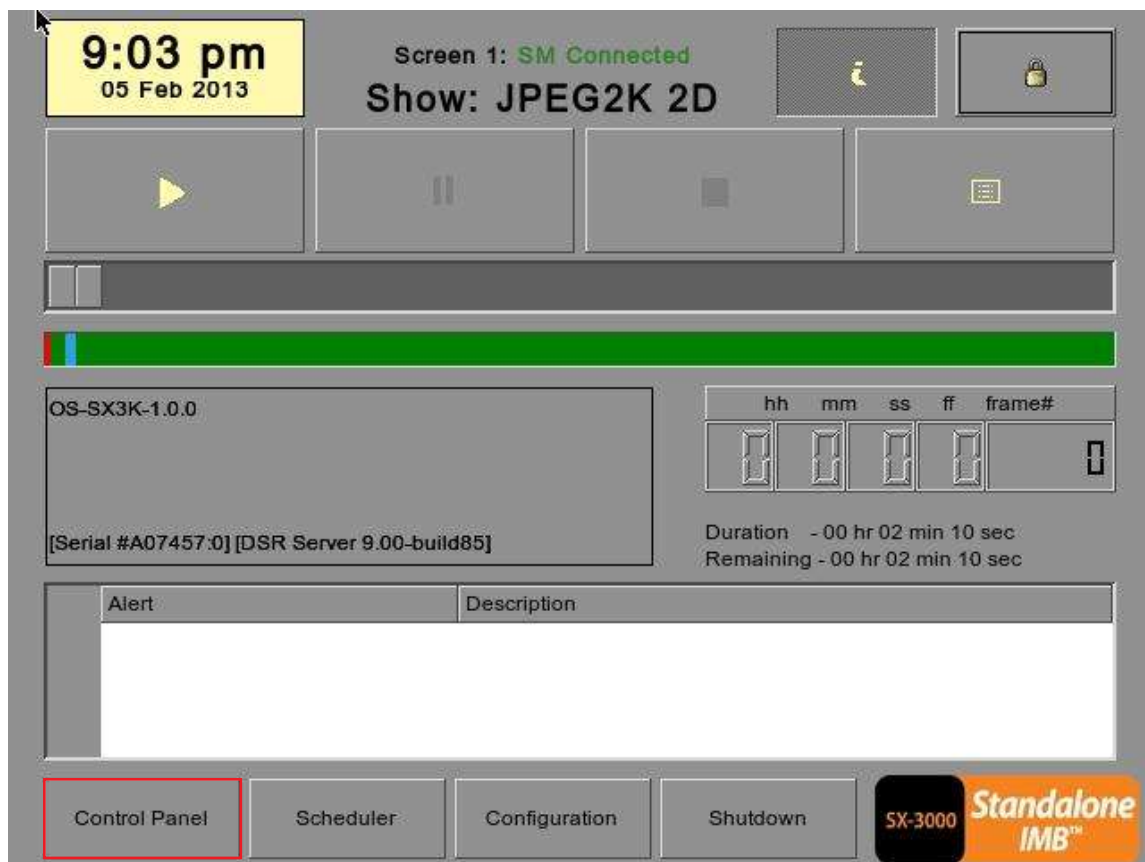 9:03 pm
05 Feb 2013
Screen 1: SM Connected
Show: JPEG2K 2D
i
OS-SX3K-1.0.0
[Serial #A07457:0] [DSR Server 9.00-build85]
hh mm ss ff frame#
0 0 0 0 0
Duration - 00 hr 02 min 10 sec
Remaining - 00 hr 02 min 10 sec
Alert Description
Control Panel Scheduler Configuration Shutdown
SX-3000 Standalone
IMB™